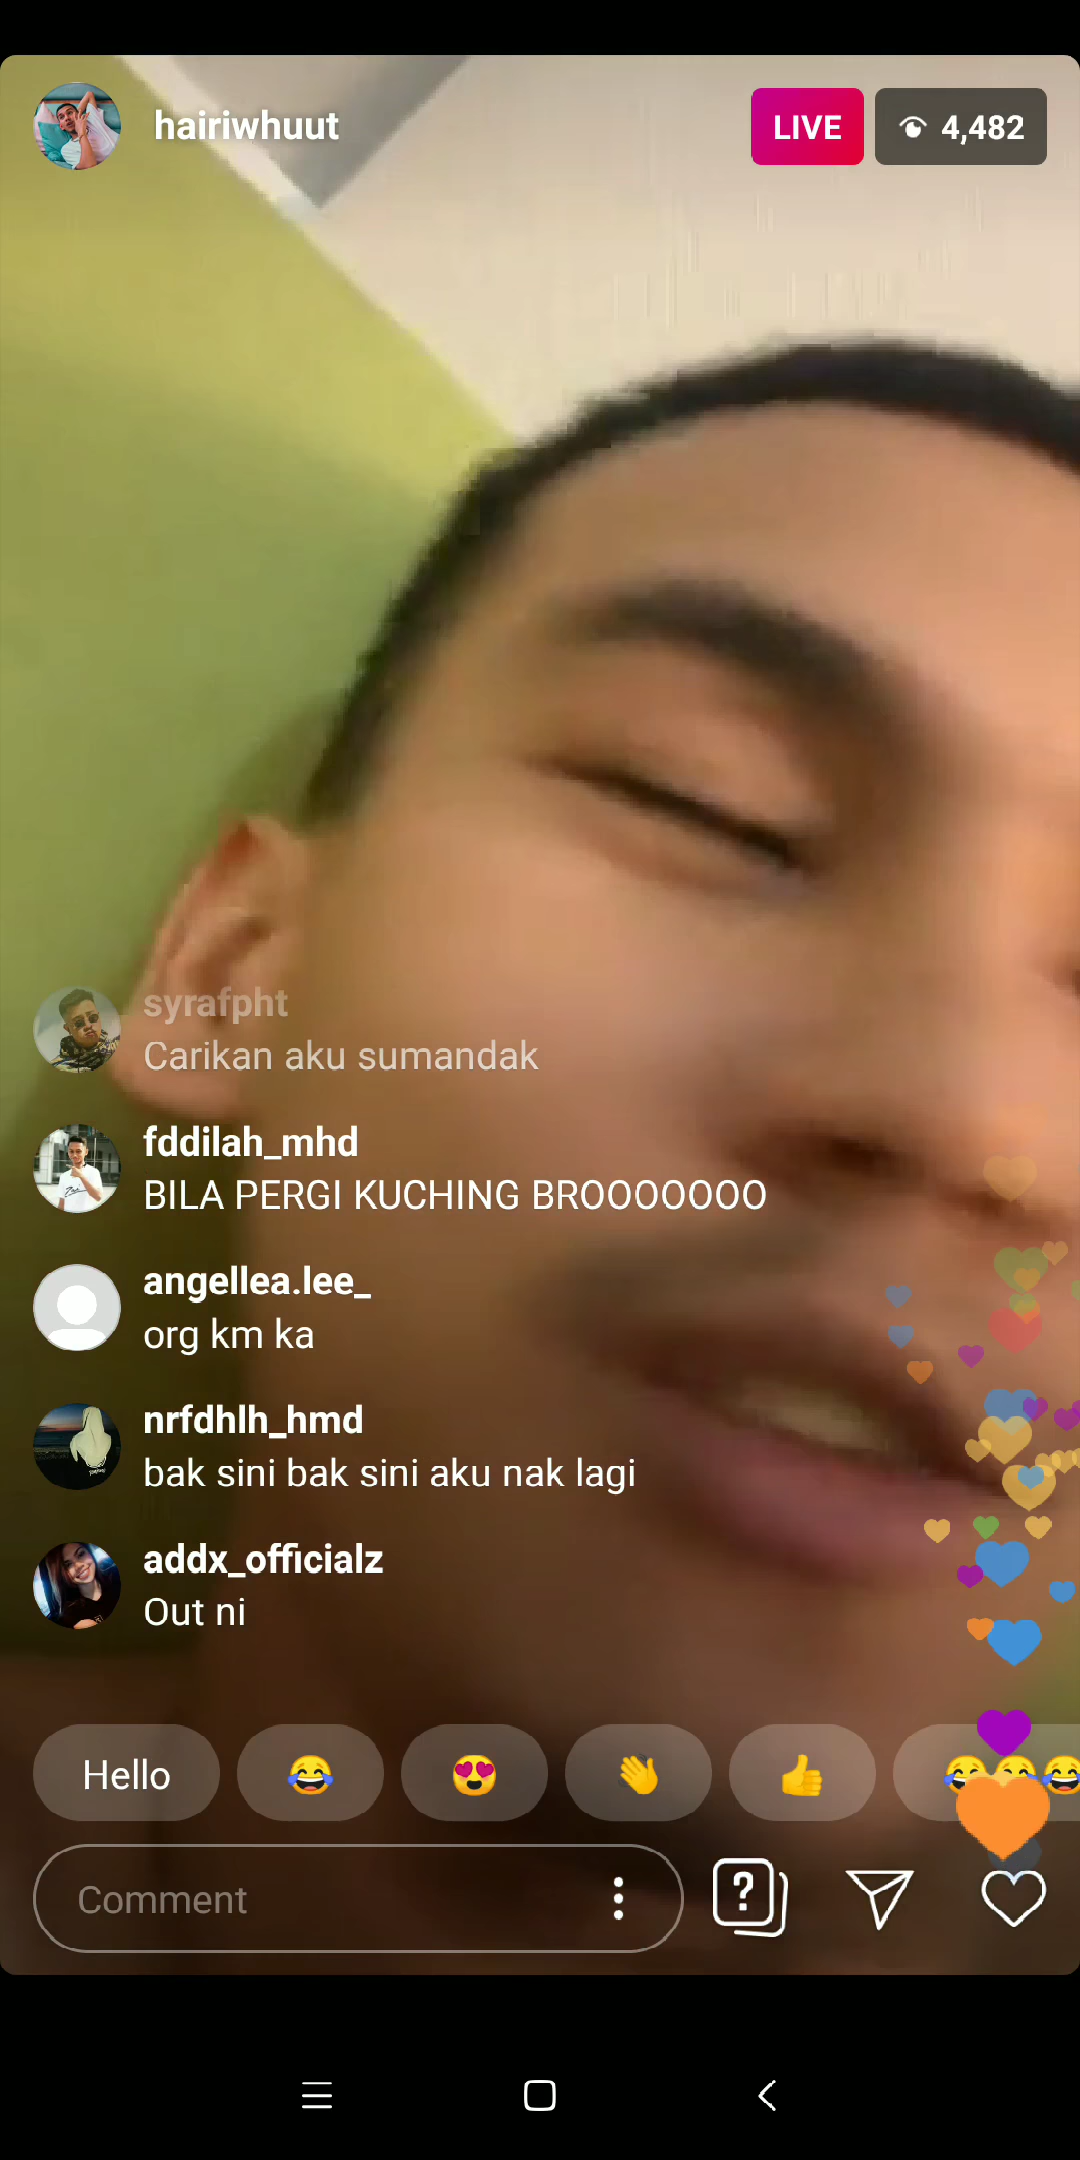 hairiwhuut
LIVE
4,482
syrafpht
Carikan aku sumandak
fddilah_mhd
BILA PERGI KUCHING BROOOOOOO
angellea.lee_
org km ka
nrfdhlh_hmd
bak sini bak sini aku nak lagi
addx_officialz
Out ni
Hello 😂 😍 👋 👍 😂😂😂
Comment